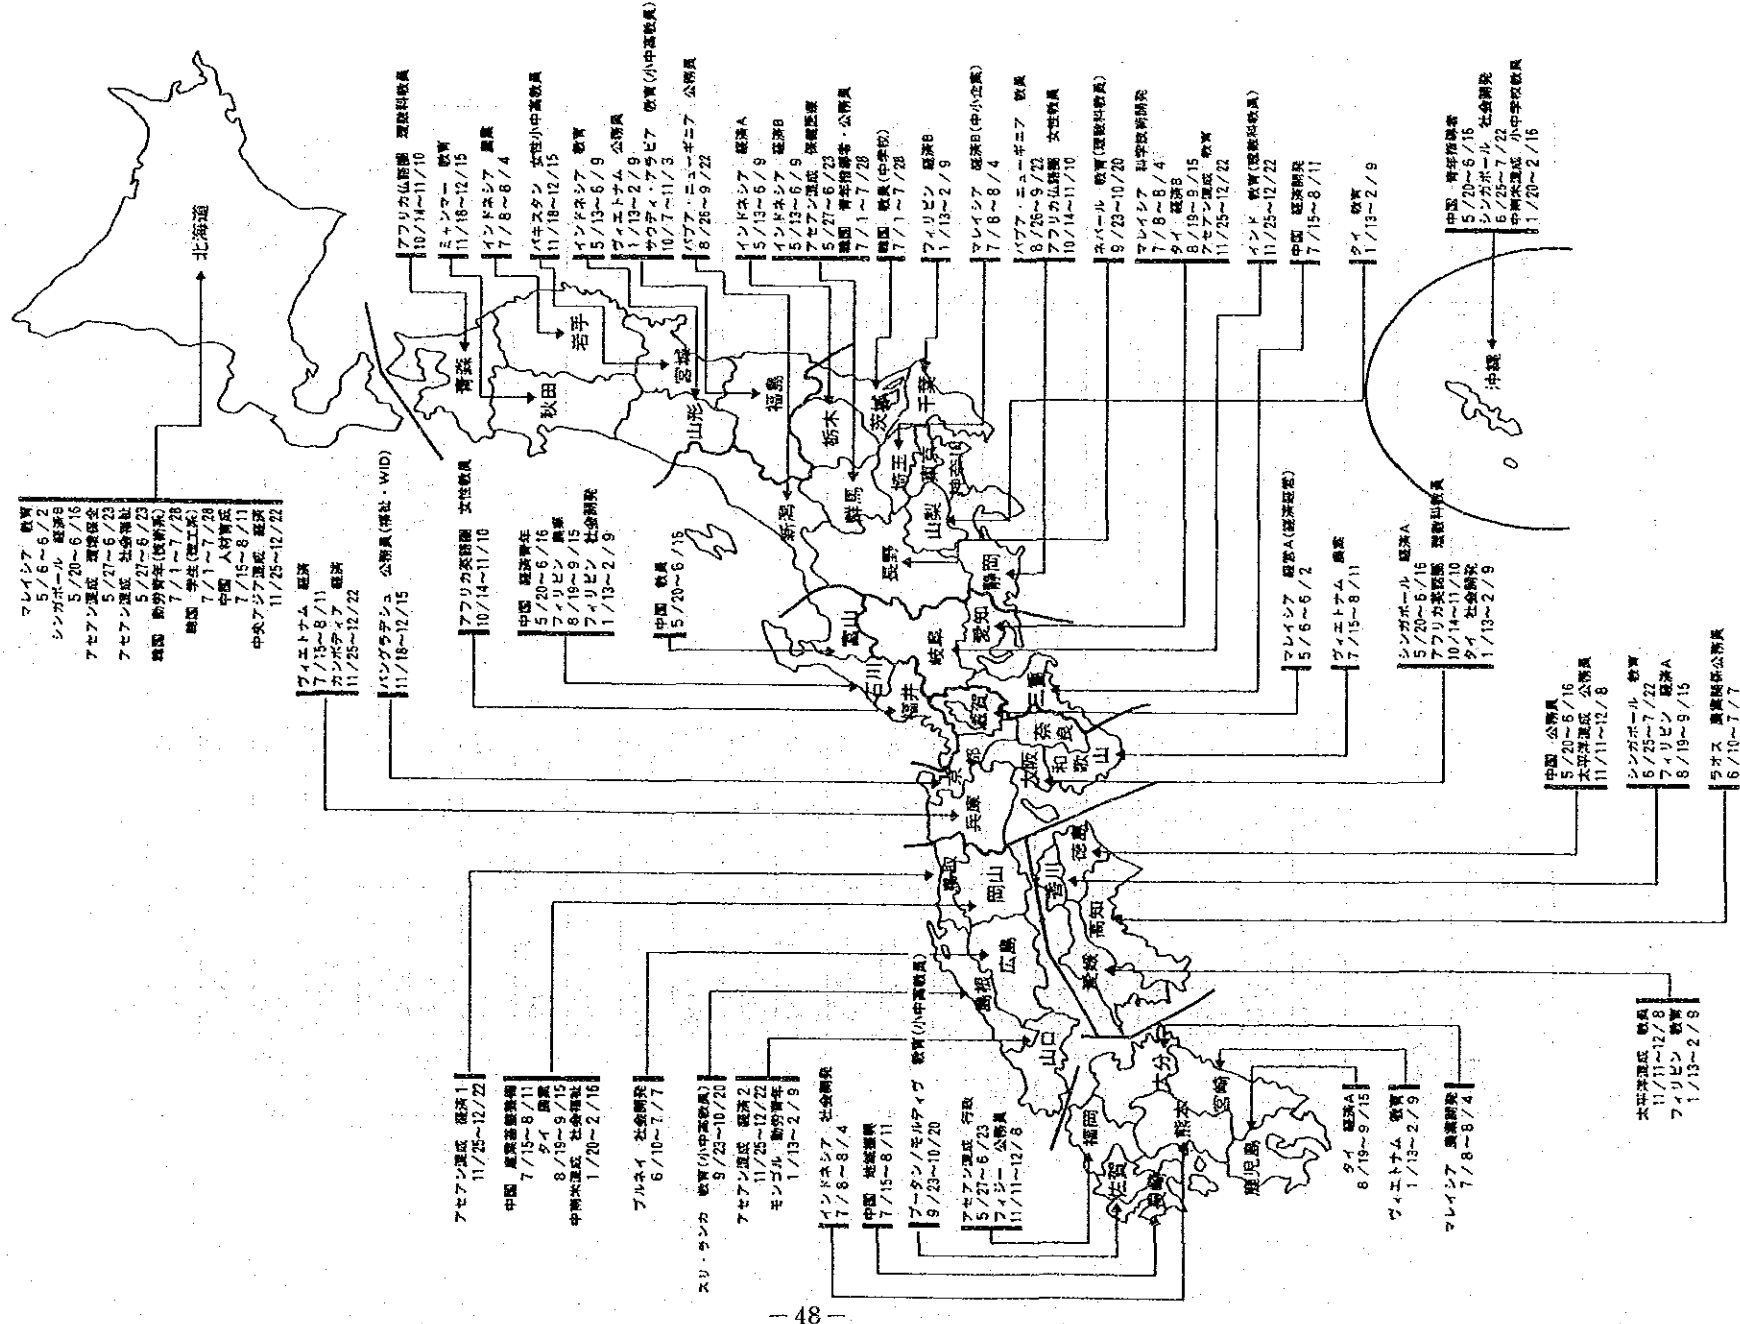 マレイシア 教育
5/6~6/2
シンガポール 経済B
5/20~6/16
アセアン混成 環境保全
5/27~6/23
アセアン混成 社会福祉
5/27~6/23
韓国 勤労青年(技術系)
7/1~7/28
韓国 学生(理工系)
7/1~7/28
中国 人材育成
7/15~8/11
中央アジア混成 経済
11/25~12/22
北海道
ヴィエトナム 経済
7/15~8/11
カンボディア 経済
11/25~12/22
バングラデシュ 公務員(福祉・WID)
11/18~12/15
アフリカ英語圏 女性教員
10/14~11/10
中国 経済青年
5/20~6/16
フィリピン 農業
8/19~9/15
フィリピン 社会開発
1/13~2/9
中国 教員
5/20~6/16
アフリカ仏語圏 理数科教員
10/14~11/10
ミャンマー 教育
11/18~12/15
インドネシア 農業
7/8~8/4
パキスタン 女性小中高教員
11/18~12/15
インドネシア 教育
5/13~6/9
ヴィエトナム 公務員
1/13~2/9
サウディ・アラビア 教育(小中高教員)
10/7~11/3
パプア・ニューギニア 公務員
8/26~9/22
インドネシア 経済A
5/13~6/9
インドネシア 経済B
5/13~6/9
アセアン混成 保健医療
5/27~6/23
韓国 青年指導者・公務員
7/1~7/28
韓国 教員(中学校)
7/1~7/28
フィリピン 経済B
1/13~2/9
マレイシア 経済B(中小企業)
7/8~8/4
パプア・ニューギニア 教員
8/26~9/22
アフリカ仏語圏 女性教員
10/14~11/10
ネパール 教育(理数科教員)
9/23~10/20
マレイシア 科学技術開発
7/8~8/4
タイ 経済B
8/19~9/15
アセアン混成 教育
11/25~12/22
インド 教育(理数科教員)
11/25~12/22
中国 経済開発
7/15~8/11
タイ 教育
1/13~2/9
中国 青年指導者
5/20~6/16
シンガポール 社会開発
6/25~7/22
中南米混成 小中学校教員
1/20~2/16
青森
岩手
秋田
宮城
山形
福島
新潟
栃木
群馬
茨城
千葉
埼玉
東京
神奈川
山梨
長野
静岡
富山
石川
福井
岐阜
愛知
滋賀
三重
奈良
和歌山
京都
大阪
兵庫
鳥取
岡山
島根
広島
山口
香川
徳島
高知
愛媛
福岡
佐賀
長崎
熊本
大分
宮崎
鹿児島
沖縄
マレイシア 経営A(経済経営)
5/6~6/2
ヴィエトナム 農業
7/15~8/11
シンガポール 経済A
5/20~6/16
アフリカ英語圏 理数科教員
10/14~11/10
タイ 社会開発
1/13~2/9
中国 公務員
5/20~6/16
太平洋混成 公務員
11/11~12/8
シンガポール 教育
6/25~7/22
フィリピン 経済A
8/19~9/15
ラオス 農業関係公務員
6/10~7/7
アセアン混成 経済1
11/25~12/22
中国 産業基盤整備
7/15~8/11
タイ 農業
8/19~9/15
中南米混成 社会福祉
1/20~2/16
ブルネイ 社会開発
6/10~7/7
スリ・ランカ 教育(小中高教員)
9/23~10/20
アセアン混成 経済2
11/25~12/22
モンゴル 勤労青年
1/13~2/9
インドネシア 社会開発
7/8~8/4
中国 地域振興
7/15~8/11
ブータン/モルディヴ 教育(小中高教員)
9/23~10/20
アセアン混成 行政
5/27~6/23
フィジー 公務員
11/11~12/8
タイ 経済A
8/19~9/15
ヴィエトナム 教育
1/13~2/9
マレイシア 農業開発
7/8~8/4
太平洋混成 教員
11/11~12/8
フィリピン 教育
1/13~2/9
—48—